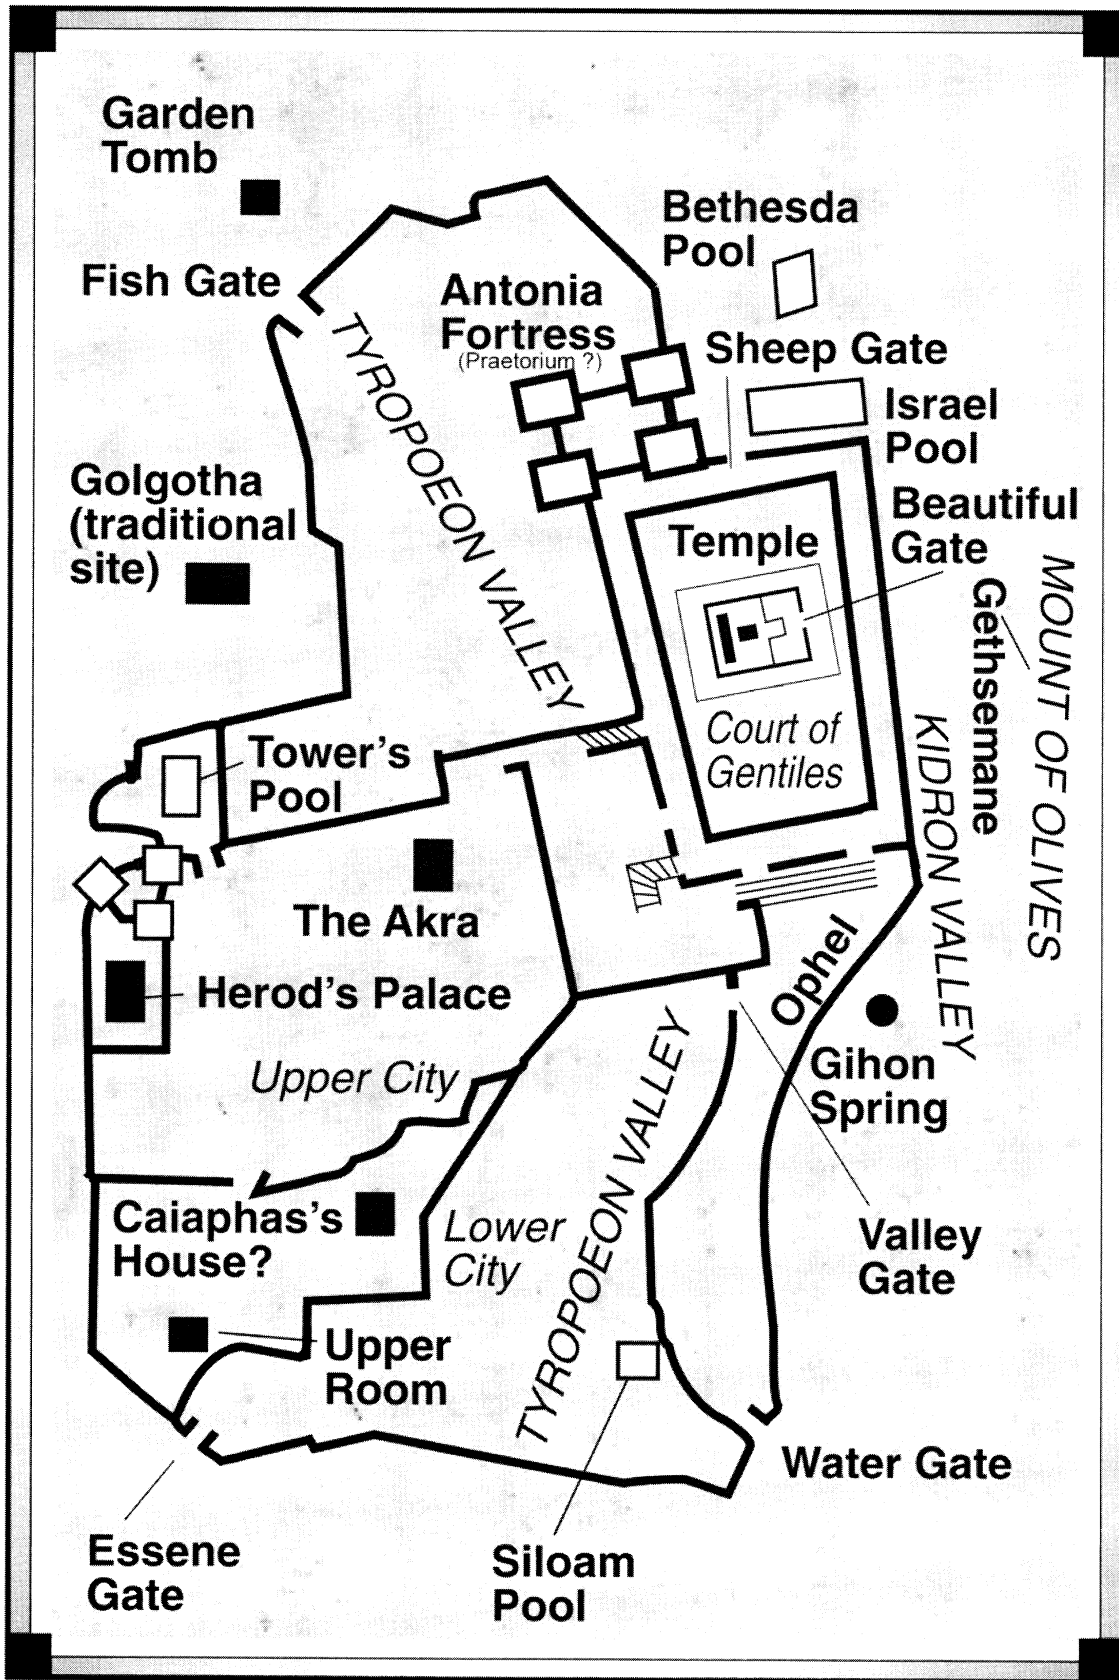 Garden
Tomb
Bethesda
Pool
Fish Gate
Antonia
Fortress
(Praetorium ?)
Sheep Gate
TYROPOEON VALLEY
Israel
Pool
Golgotha
(traditional
site)
Beautiful
Gate
Temple
MOUNT OF OLIVES
Gethsemane
Court of
Gentiles
KIDRON VALLEY
Tower's
Pool
The Akra
Herod's Palace
Ophel
Upper City
Gihon
Spring
TYROPOEON VALLEY
Caiaphas's
House?
Lower
City
Valley
Gate
Upper
Room
Water Gate
Essene
Gate
Siloam
Pool